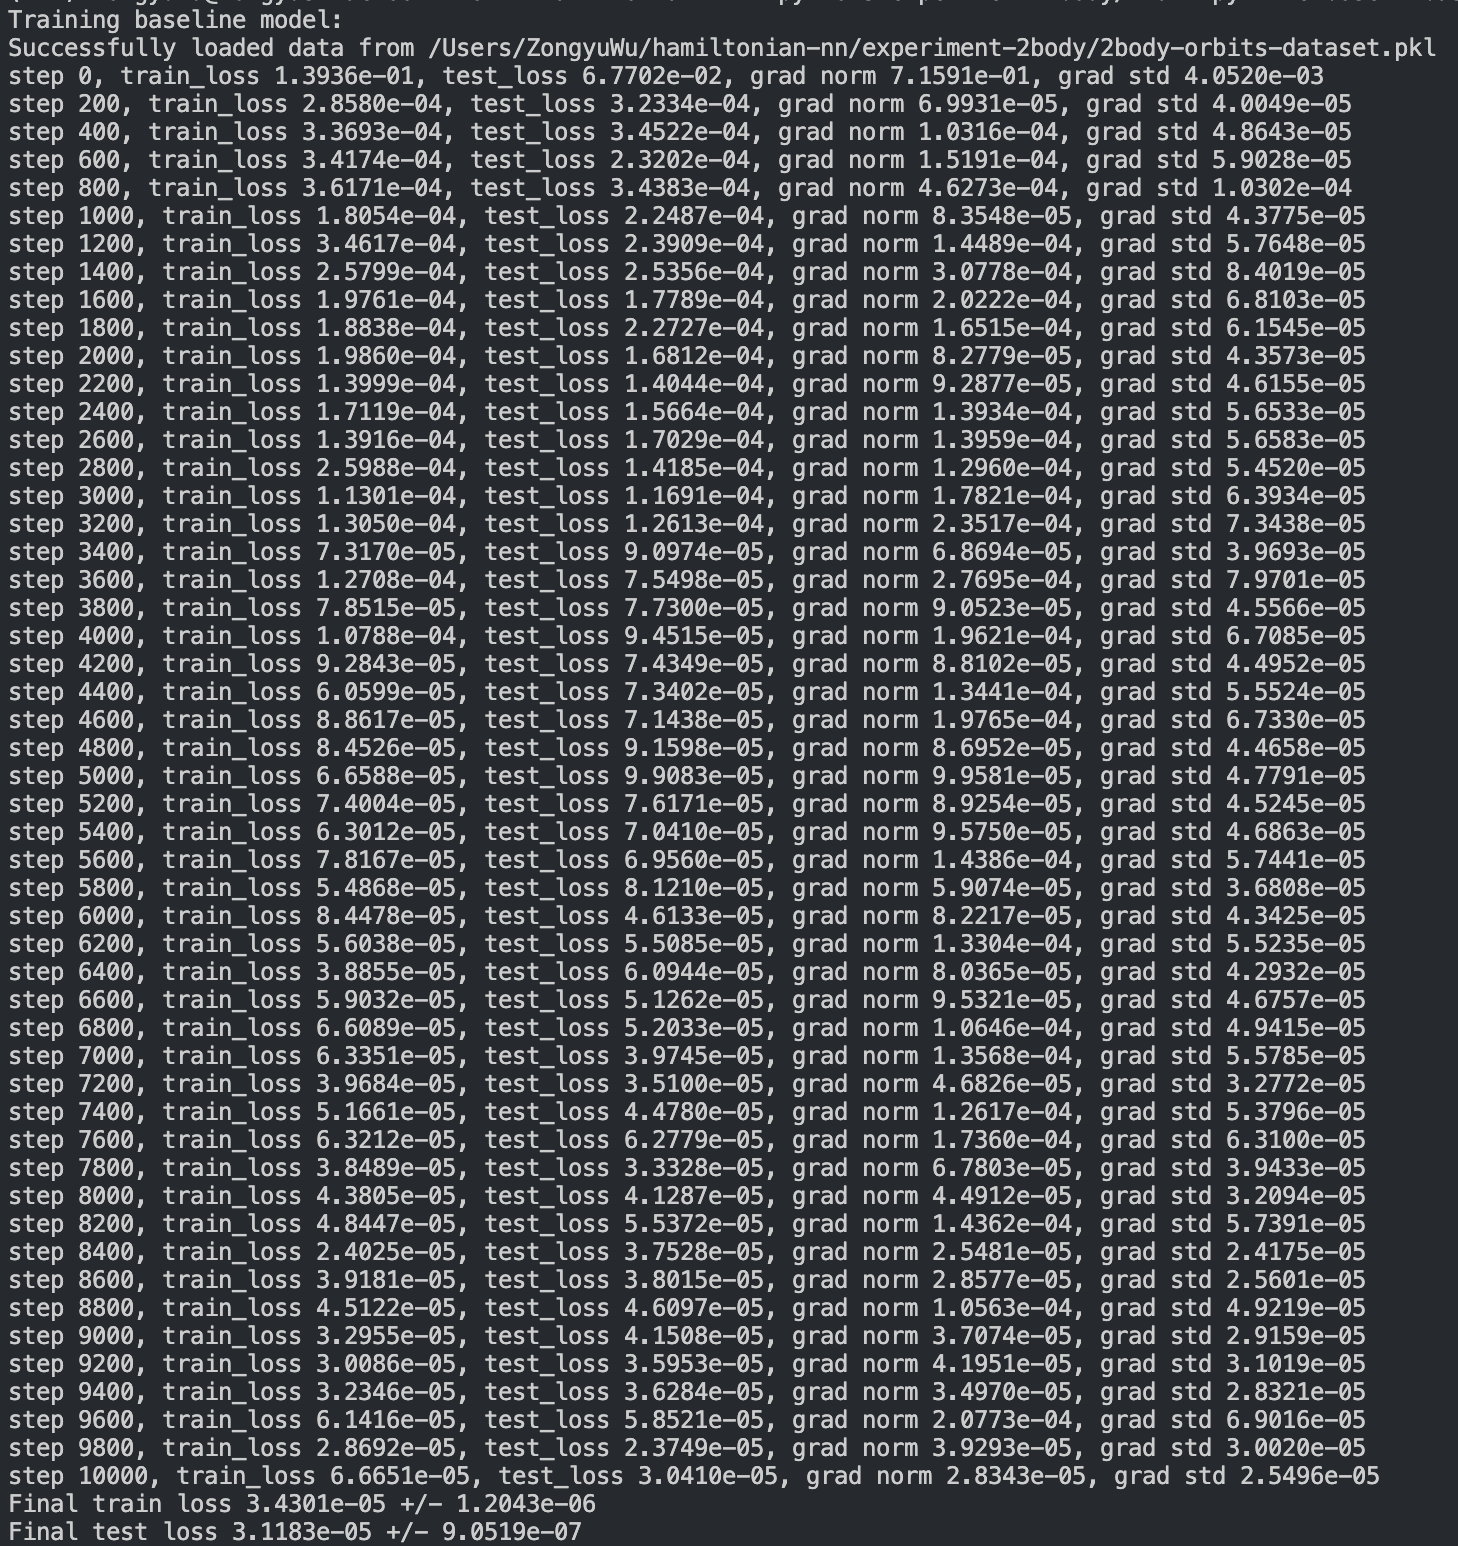 Training baseline model:
Successfully loaded data from /Users/ZongyuWu/hamiltonian-nn/experiment-2body/2body-orbits-dataset.pkl
step 0, train_loss 1.3936e-01, test_loss 6.7702e-02, grad norm 7.1591e-01, grad std 4.0520e-03
step 200, train_loss 2.8580e-04, test_loss 3.2334e-04, grad norm 6.9931e-05, grad std 4.0049e-05
step 400, train_loss 3.3693e-04, test_loss 3.4522e-04, grad norm 1.0316e-04, grad std 4.8643e-05
step 600, train_loss 3.4174e-04, test_loss 2.3202e-04, grad norm 1.5191e-04, grad std 5.9028e-05
step 800, train_loss 3.6171e-04, test_loss 3.4383e-04, grad norm 4.6273e-04, grad std 1.0302e-04
step 1000, train_loss 1.8054e-04, test_loss 2.2487e-04, grad norm 8.3548e-05, grad std 4.3775e-05
step 1200, train_loss 3.4617e-04, test_loss 2.3909e-04, grad norm 1.4489e-04, grad std 5.7648e-05
step 1400, train_loss 2.5799e-04, test_loss 2.5356e-04, grad norm 3.0778e-04, grad std 8.4019e-05
step 1600, train_loss 1.9761e-04, test_loss 1.7789e-04, grad norm 2.0222e-04, grad std 6.8103e-05
step 1800, train_loss 1.8838e-04, test_loss 2.2727e-04, grad norm 1.6515e-04, grad std 6.1545e-05
step 2000, train_loss 1.9860e-04, test_loss 1.6812e-04, grad norm 8.2779e-05, grad std 4.3573e-05
step 2200, train_loss 1.3999e-04, test_loss 1.4044e-04, grad norm 9.2877e-05, grad std 4.6155e-05
step 2400, train_loss 1.7119e-04, test_loss 1.5664e-04, grad norm 1.3934e-04, grad std 5.6533e-05
step 2600, train_loss 1.3916e-04, test_loss 1.7029e-04, grad norm 1.3959e-04, grad std 5.6583e-05
step 2800, train_loss 2.5988e-04, test_loss 1.4185e-04, grad norm 1.2960e-04, grad std 5.4520e-05
step 3000, train_loss 1.1301e-04, test_loss 1.1691e-04, grad norm 1.7821e-04, grad std 6.3934e-05
step 3200, train_loss 1.3050e-04, test_loss 1.2613e-04, grad norm 2.3517e-04, grad std 7.3438e-05
step 3400, train_loss 7.3170e-05, test_loss 9.0974e-05, grad norm 6.8694e-05, grad std 3.9693e-05
step 3600, train_loss 1.2708e-04, test_loss 7.5498e-05, grad norm 2.7695e-04, grad std 7.9701e-05
step 3800, train_loss 7.8515e-05, test_loss 7.7300e-05, grad norm 9.0523e-05, grad std 4.5566e-05
step 4000, train_loss 1.0788e-04, test_loss 9.4515e-05, grad norm 1.9621e-04, grad std 6.7085e-05
step 4200, train_loss 9.2843e-05, test_loss 7.4349e-05, grad norm 8.8102e-05, grad std 4.4952e-05
step 4400, train_loss 6.0599e-05, test_loss 7.3402e-05, grad norm 1.3441e-04, grad std 5.5524e-05
step 4600, train_loss 8.8617e-05, test_loss 7.1438e-05, grad norm 1.9765e-04, grad std 6.7330e-05
step 4800, train_loss 8.4526e-05, test_loss 9.1598e-05, grad norm 8.6952e-05, grad std 4.4658e-05
step 5000, train_loss 6.6588e-05, test_loss 9.9083e-05, grad norm 9.9581e-05, grad std 4.7791e-05
step 5200, train_loss 7.4004e-05, test_loss 7.6171e-05, grad norm 8.9254e-05, grad std 4.5245e-05
step 5400, train_loss 6.3012e-05, test_loss 7.0410e-05, grad norm 9.5750e-05, grad std 4.6863e-05
step 5600, train_loss 7.8167e-05, test_loss 6.9560e-05, grad norm 1.4386e-04, grad std 5.7441e-05
step 5800, train_loss 5.4868e-05, test_loss 8.1210e-05, grad norm 5.9074e-05, grad std 3.6808e-05
step 6000, train_loss 8.4478e-05, test_loss 4.6133e-05, grad norm 8.2217e-05, grad std 4.3425e-05
step 6200, train_loss 5.6038e-05, test_loss 5.5085e-05, grad norm 1.3304e-04, grad std 5.5235e-05
step 6400, train_loss 3.8855e-05, test_loss 6.0944e-05, grad norm 8.0365e-05, grad std 4.2932e-05
step 6600, train_loss 5.9032e-05, test_loss 5.1262e-05, grad norm 9.5321e-05, grad std 4.6757e-05
step 6800, train_loss 6.6089e-05, test_loss 5.2033e-05, grad norm 1.0646e-04, grad std 4.9415e-05
step 7000, train_loss 6.3351e-05, test_loss 3.9745e-05, grad norm 1.3568e-04, grad std 5.5785e-05
step 7200, train_loss 3.9684e-05, test_loss 3.5100e-05, grad norm 4.6826e-05, grad std 3.2772e-05
step 7400, train_loss 5.1661e-05, test_loss 4.4780e-05, grad norm 1.2617e-04, grad std 5.3796e-05
step 7600, train_loss 6.3212e-05, test_loss 6.2779e-05, grad norm 1.7360e-04, grad std 6.3100e-05
step 7800, train_loss 3.8489e-05, test_loss 3.3328e-05, grad norm 6.7803e-05, grad std 3.9433e-05
step 8000, train_loss 4.3805e-05, test_loss 4.1287e-05, grad norm 4.4912e-05, grad std 3.2094e-05
step 8200, train_loss 4.8447e-05, test_loss 5.5372e-05, grad norm 1.4362e-04, grad std 5.7391e-05
step 8400, train_loss 2.4025e-05, test_loss 3.7528e-05, grad norm 2.5481e-05, grad std 2.4175e-05
step 8600, train_loss 3.9181e-05, test_loss 3.8015e-05, grad norm 2.8577e-05, grad std 2.5601e-05
step 8800, train_loss 4.5122e-05, test_loss 4.6097e-05, grad norm 1.0563e-04, grad std 4.9219e-05
step 9000, train_loss 3.2955e-05, test_loss 4.1508e-05, grad norm 3.7074e-05, grad std 2.9159e-05
step 9200, train_loss 3.0086e-05, test_loss 3.5953e-05, grad norm 4.1951e-05, grad std 3.1019e-05
step 9400, train_loss 3.2346e-05, test_loss 3.6284e-05, grad norm 3.4970e-05, grad std 2.8321e-05
step 9600, train_loss 6.1416e-05, test_loss 5.8521e-05, grad norm 2.0773e-04, grad std 6.9016e-05
step 9800, train_loss 2.8692e-05, test_loss 2.3749e-05, grad norm 3.9293e-05, grad std 3.0020e-05
step 10000, train_loss 6.6651e-05, test_loss 3.0410e-05, grad norm 2.8343e-05, grad std 2.5496e-05
Final train loss 3.4301e-05 +/- 1.2043e-06
Final test loss 3.1183e-05 +/- 9.0519e-07